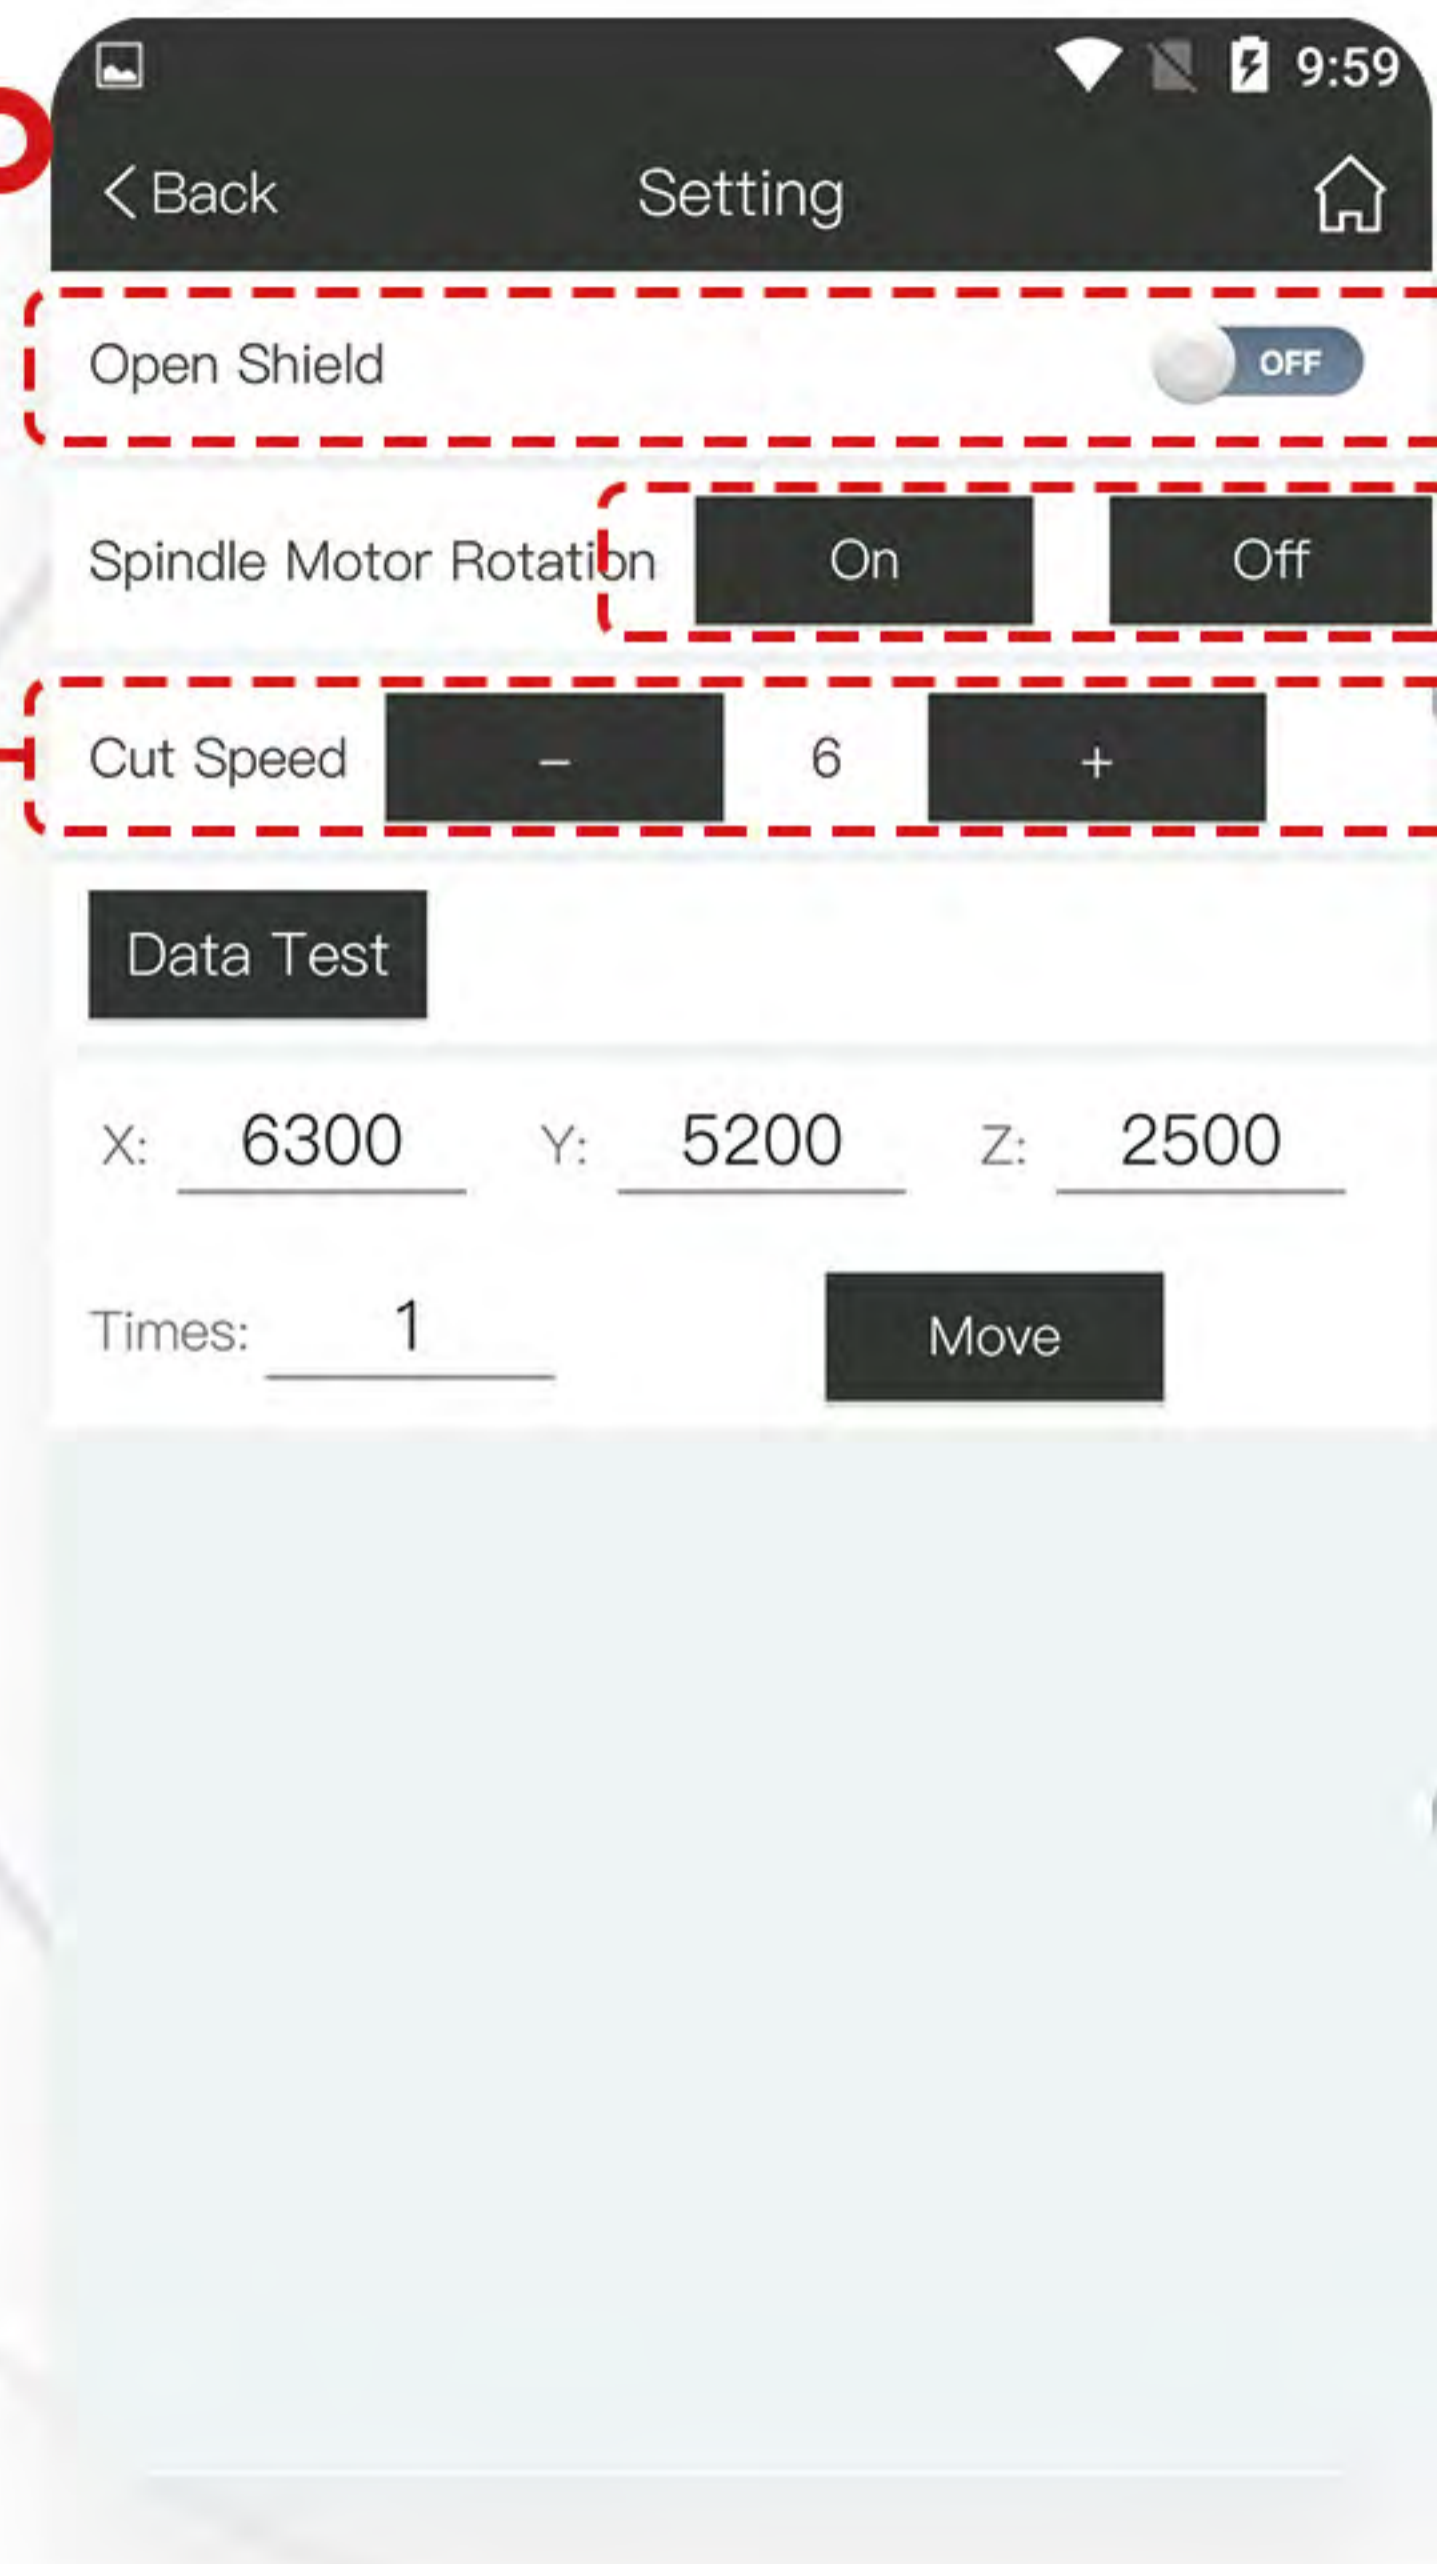 9:59
Back Setting
Open Shield OFF
Spindle Motor Rotation On Off
Cut Speed − 6 +
Data Test
X: 6300 Y: 5200 Z: 2500
Times: 1 Move